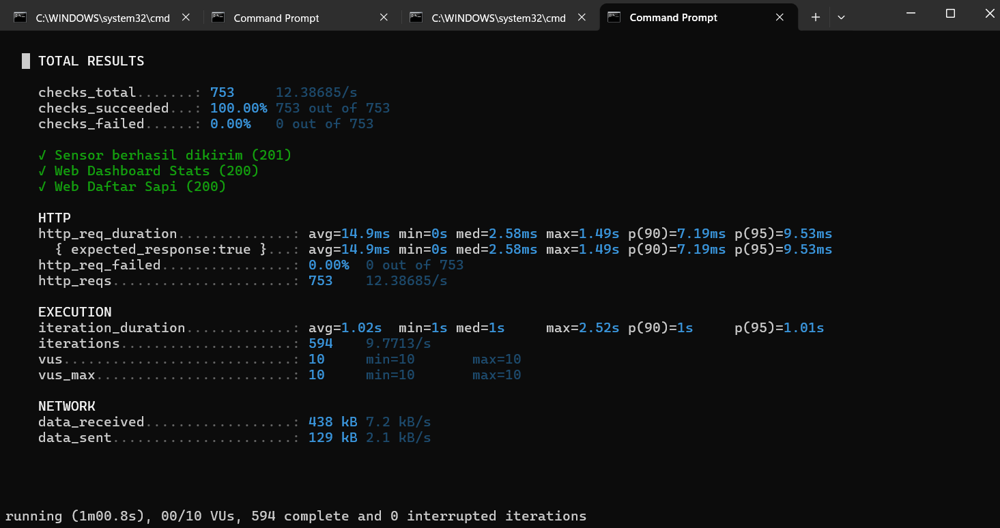 C:\WINDOWS\system32\cmd
Command Prompt
C:\WINDOWS\system32\cmd
Command Prompt
TOTAL RESULTS
checks_total.......: 753 12.38685/s
checks_succeeded...: 100.00% 753 out of 753
checks_failed......: 0.00% 0 out of 753
✓ Sensor berhasil dikirim (201)
✓ Web Dashboard Stats (200)
✓ Web Daftar Sapi (200)
HTTP
http_req_duration..............: avg=14.9ms min=0s med=2.58ms max=1.49s p(90)=7.19ms p(95)=9.53ms
{ expected_response:true }...: avg=14.9ms min=0s med=2.58ms max=1.49s p(90)=7.19ms p(95)=9.53ms
http_req_failed................: 0.00% 0 out of 753
http_reqs......................: 753 12.38685/s
EXECUTION
iteration_duration.............: avg=1.02s min=1s med=1s max=2.52s p(90)=1s p(95)=1.01s
iterations.....................: 594 9.7713/s
vus............................: 10 min=10 max=10
vus_max........................: 10 min=10 max=10
NETWORK
data_received..................: 438 kB 7.2 kB/s
data_sent......................: 129 kB 2.1 kB/s
running (1m00.8s), 00/10 VUs, 594 complete and 0 interrupted iterations